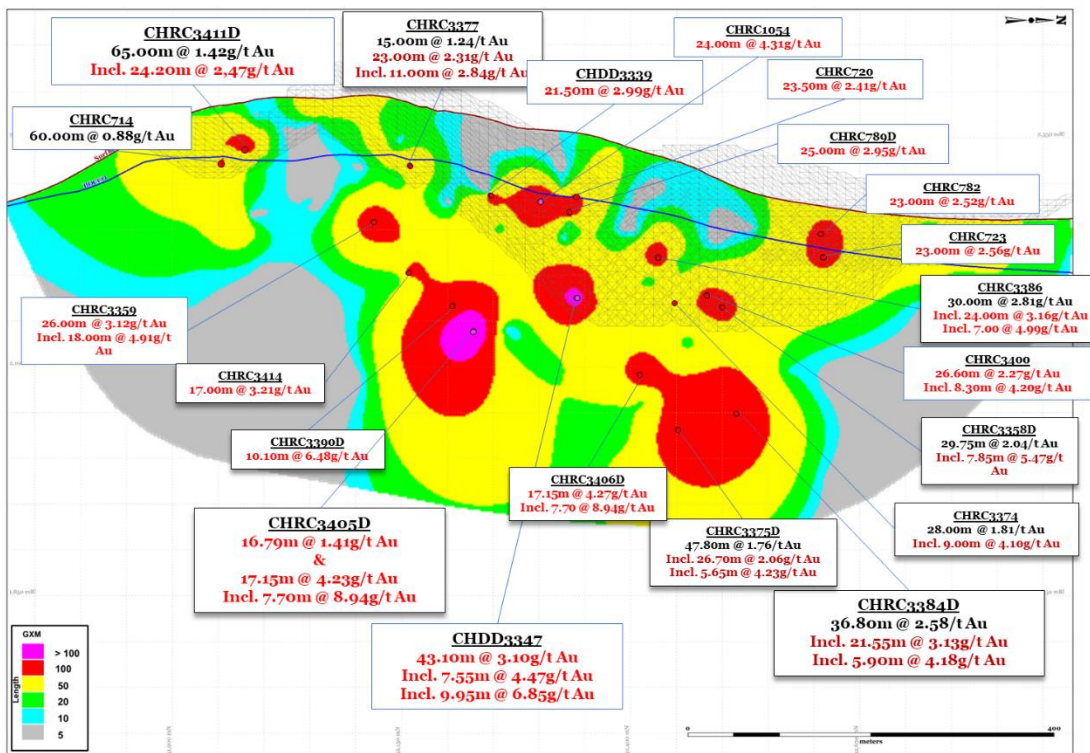 CHRC3411D
65.00m @ 1.42g/t Au
Incl. 24.20m @ 2,47g/t Au
CHRC3377
15.00m @ 1.24/t Au
23.00m @ 2.31g/t Au
Incl. 11.00m @ 2.84g/t Au
CHRC1054
24.00m @ 4.31g/t Au
N
CHDD3339
21.50m @ 2.99g/t Au
CHRC720
23.50m @ 2.41g/t Au
CHRC714
60.00m @ 0.88g/t Au
CHRC789D
25.00m @ 2.95g/t Au
CHRC782
23.00m @ 2.52g/t Au
CHRC723
23.00m @ 2.56g/t Au
CHRC3386
30.00m @ 2.81g/t Au
Incl. 24.00m @ 3.16g/t Au
Incl. 7.00 @ 4.99g/t Au
CHRC3359
26.00m @ 3.12g/t Au
Incl. 18.00m @ 4.91g/t
Au
CHRC3414
17.00m @ 3.21g/t Au
CHRC3400
26.60m @ 2.27g/t Au
Incl. 8.30m @ 4.20g/t Au
CHRC3390D
10.10m @ 6.48g/t Au
CHRC3358D
29.75m @ 2.04/t Au
Incl. 7.85m @ 5.47g/t
Au
CHRC3406D
17.15m @ 4.27g/t Au
Incl. 7.70 @ 8.94g/t Au
CHRC3405D
16.79m @ 1.41g/t Au
&
17.15m @ 4.23g/t Au
Incl. 7.70m @ 8.94g/t Au
CHRC3375D
47.80m @ 1.76/t Au
Incl. 26.70m @ 2.06g/t Au
Incl. 5.65m @ 4.23g/t Au
CHRC3374
28.00m @ 1.81/t Au
Incl. 9.00m @ 4.10g/t Au
CHRC3384D
36.80m @ 2.58/t Au
Incl. 21.55m @ 3.13g/t Au
Incl. 5.90m @ 4.18g/t Au
CHDD3347
43.10m @ 3.10g/t Au
Incl. 7.55m @ 4.47g/t Au
Incl. 9.95m @ 6.85g/t Au
GXM
Length
> 100
100
50
20
10
5
0
400
meters